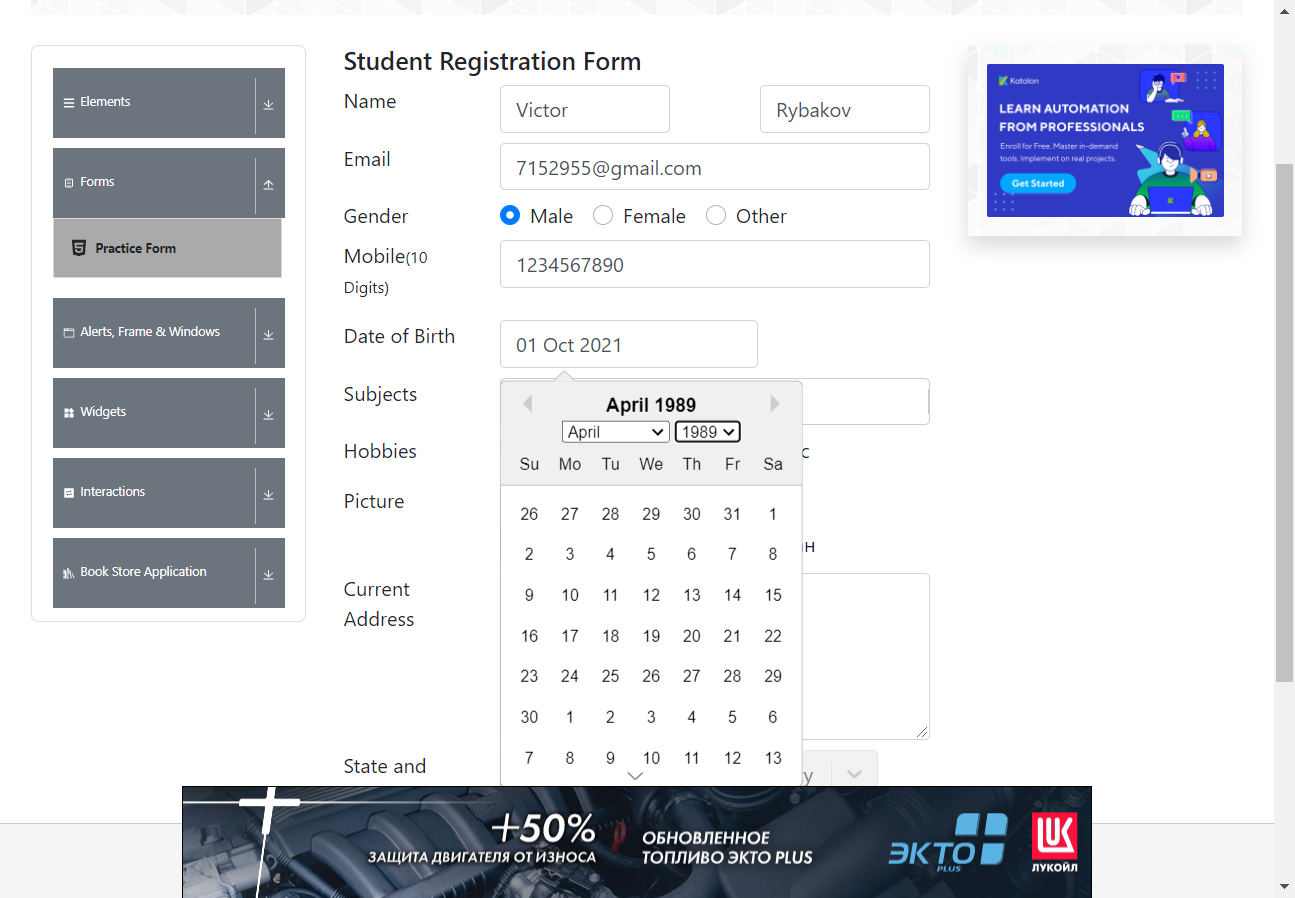 Elements
Forms
Practice Form
Alerts, Frame & Windows
Widgets
Interactions
Book Store Application
Student Registration Form
Name
Victor
Rybakov
Email
7152955@gmail.com
Gender
Male
Female
Other
Mobile(10
Digits)
1234567890
Date of Birth
01 Oct 2021
April 1989
April
1989
Su Mo Tu We Th Fr Sa
26 27 28 29 30 31 1
2 3 4 5 6 7 8
9 10 11 12 13 14 15
16 17 18 19 20 21 22
23 24 25 26 27 28 29
30 1 2 3 4 5 6
7 8 9 10 11 12 13
Subjects
Hobbies
c
Picture
н
Current
Address
State and
y
Katalon
LEARN AUTOMATION
FROM PROFESSIONALS
Enroll for Free. Master in-demand
tools. Implement on real projects.
Get Started
+50%
ЗАЩИТА ДВИГАТЕЛЯ ОТ ИЗНОСА
ОБНОВЛЕННОЕ
ТОПЛИВО ЭКТО PLUS
ЭКТО
PLUS
LUK
ЛУКОЙЛ